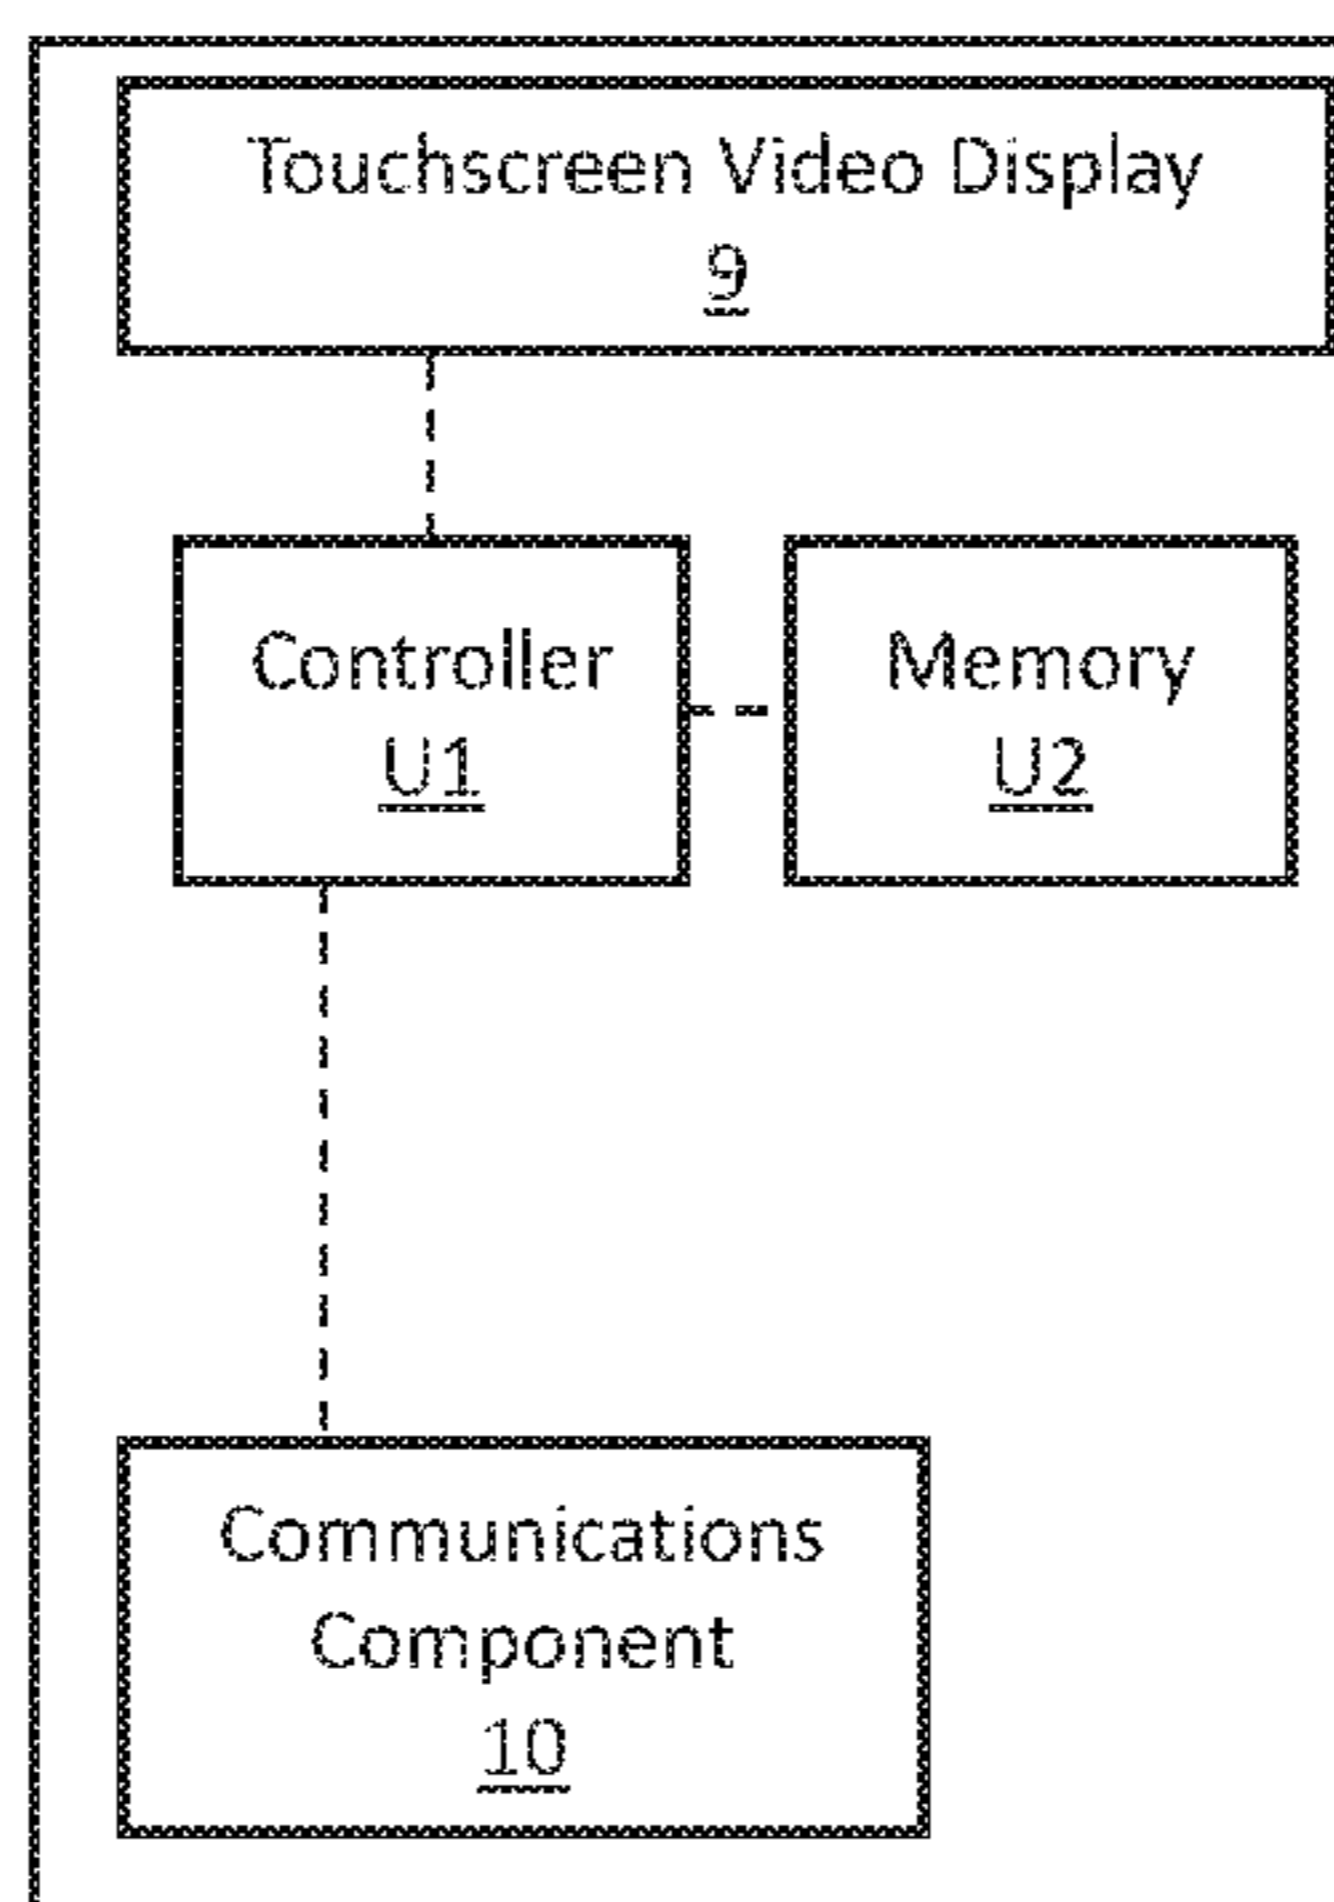 Touchscreen Video Display
9
Controller
U1
Memory
U2
Communications
Component
10